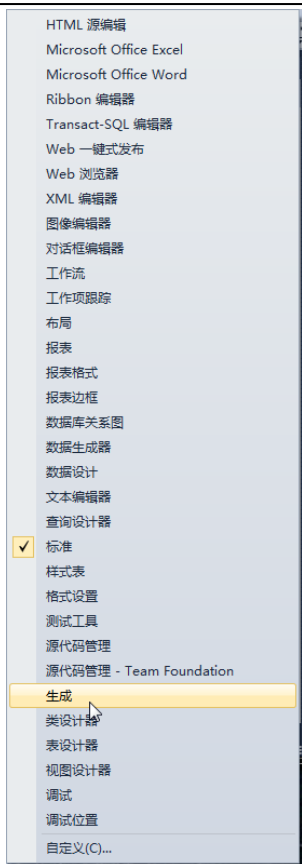 HTML 源编辑
Microsoft Office Excel
Microsoft Office Word
Ribbon 编辑器
Transact-SQL 编辑器
Web 一键式发布
Web 浏览器
XML 编辑器
图像编辑器
对话框编辑器
工作流
工作项跟踪
布局
报表
报表格式
报表边框
数据库关系图
数据生成器
数据设计
文本编辑器
查询设计器
标准
样式表
格式设置
测试工具
源代码管理
源代码管理 - Team Foundation
生成
类设计器
表设计器
视图设计器
调试
调试位置
自定义(C)...